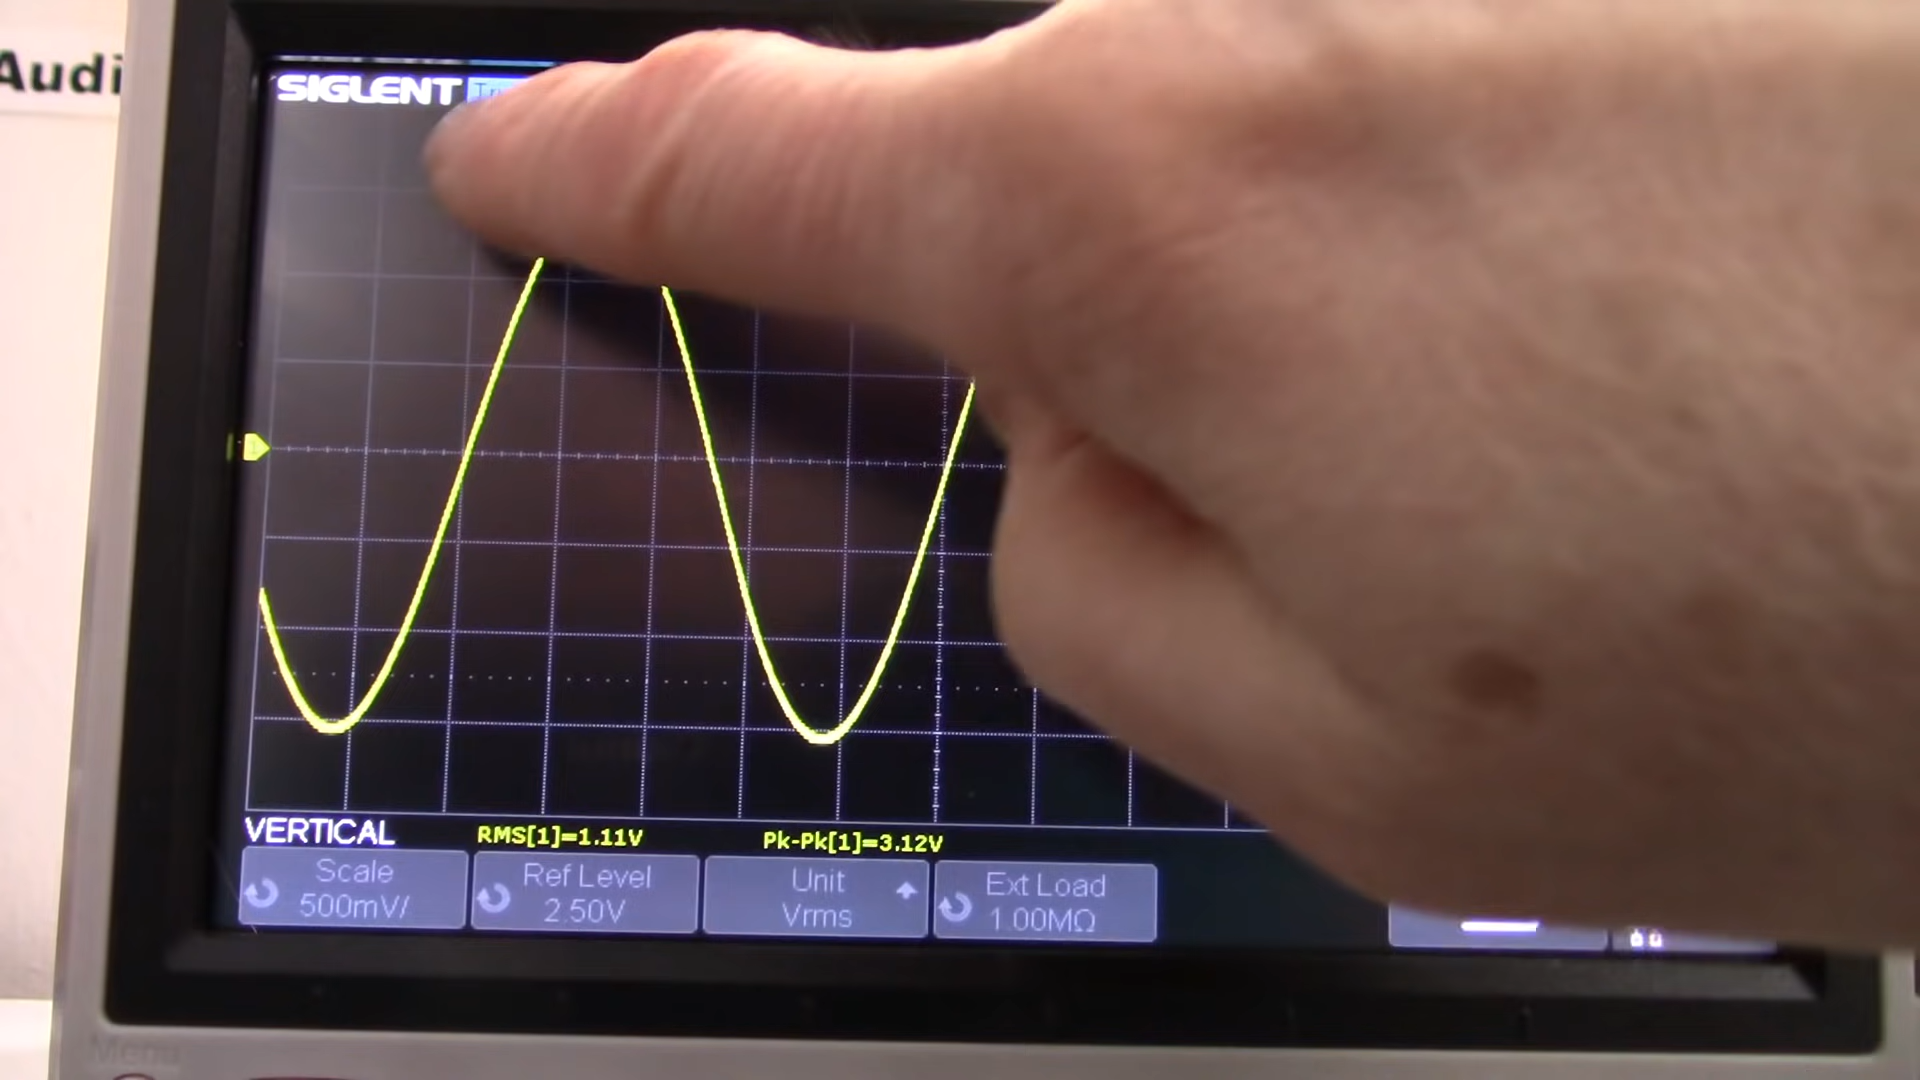 Audi
SIGLENT
VERTICAL
RMS[1]=1.11V
Pk-Pk[1]=3.12V
Scale
500mV/
Ref Level
2.50V
Unit
Vrms
Ext Load
1.00MΩ
Menu